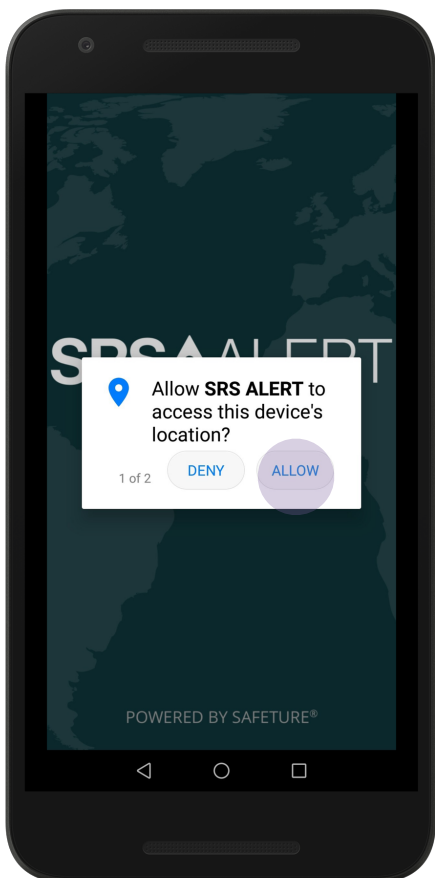 SRS ALERT
Allow SRS ALERT to
access this device's
location?
1 of 2
DENY
ALLOW
POWERED BY SAFETURE®